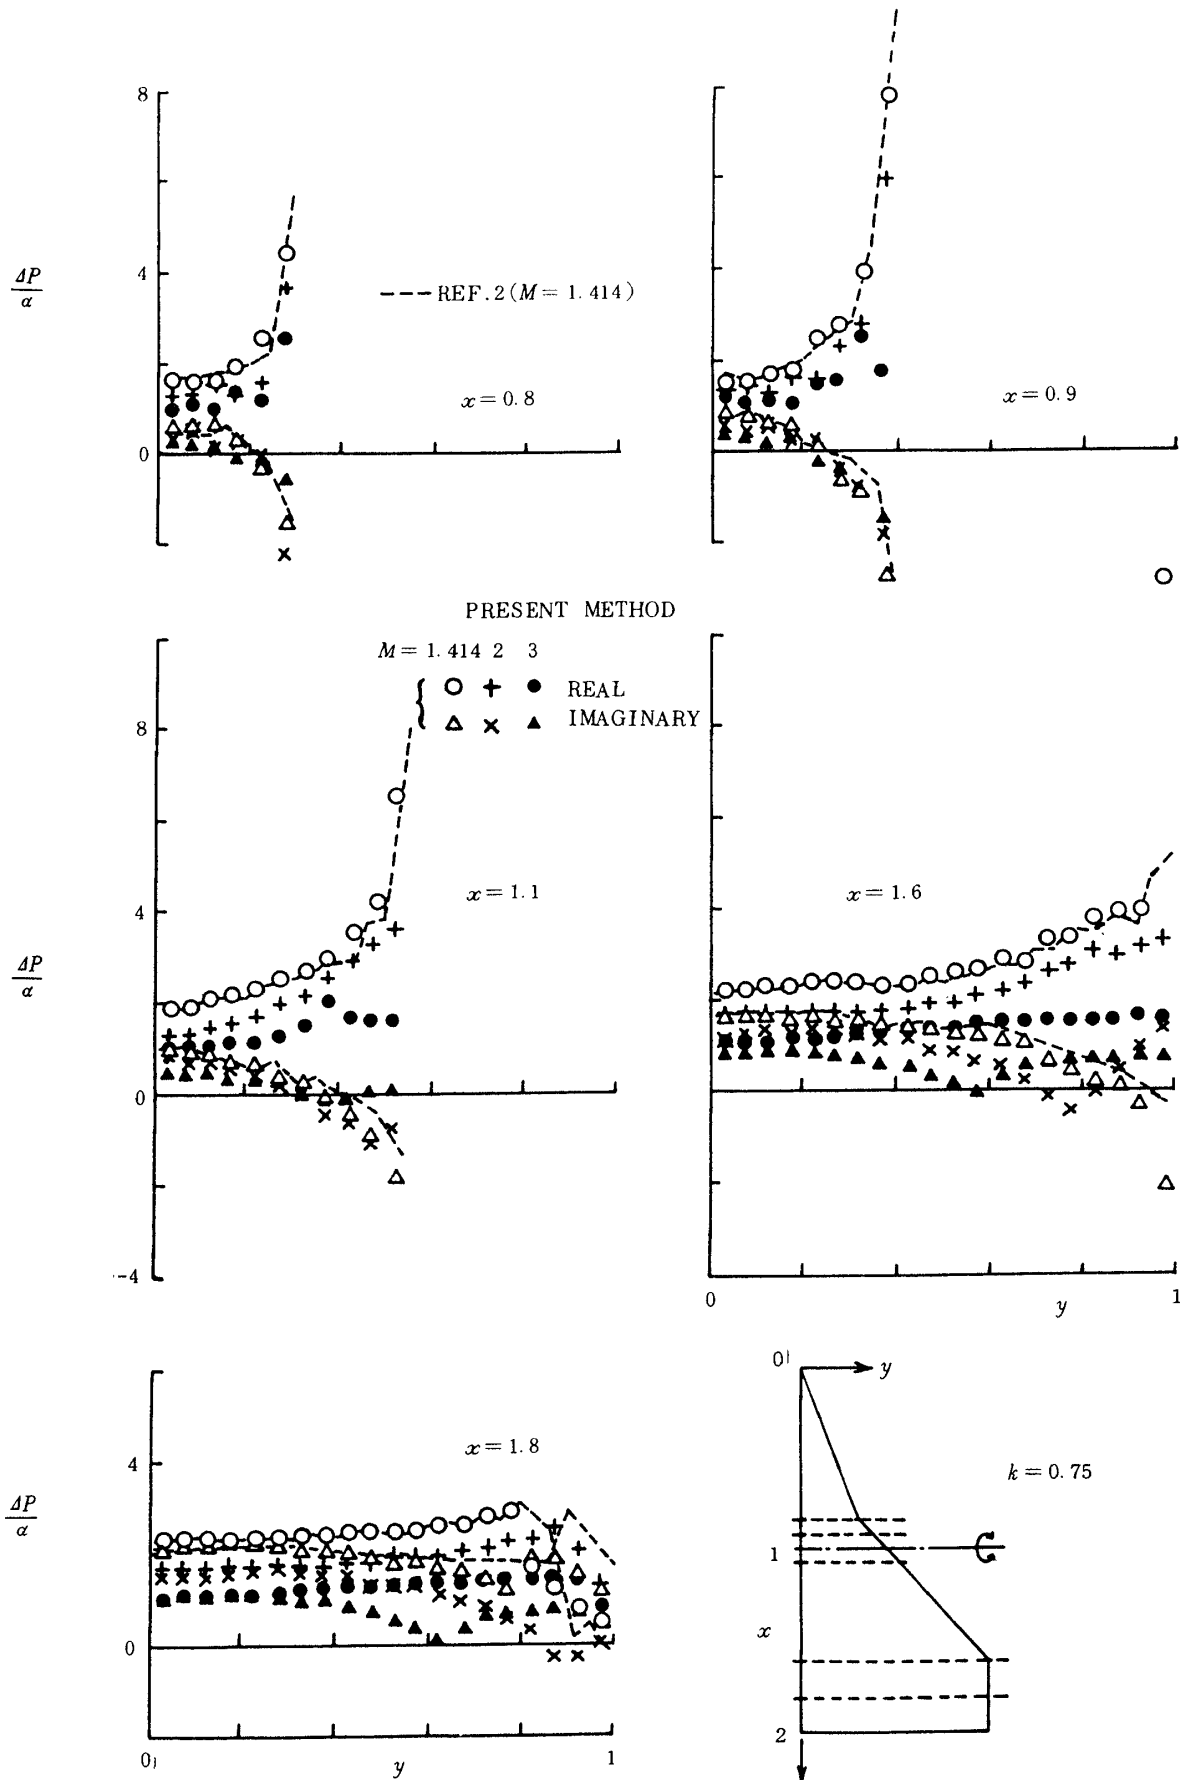 8
4
0
ΔP/α
REF.2 (M = 1.414)
x = 0.8
x = 0.9
PRESENT METHOD
M = 1.414 2 3
REAL
IMAGINARY
8
4
0
-4
ΔP/α
x = 1.1
x = 1.6
0
y
1
4
0
ΔP/α
x = 1.8
0
y
1
0
y
k = 0.75
1
x
2